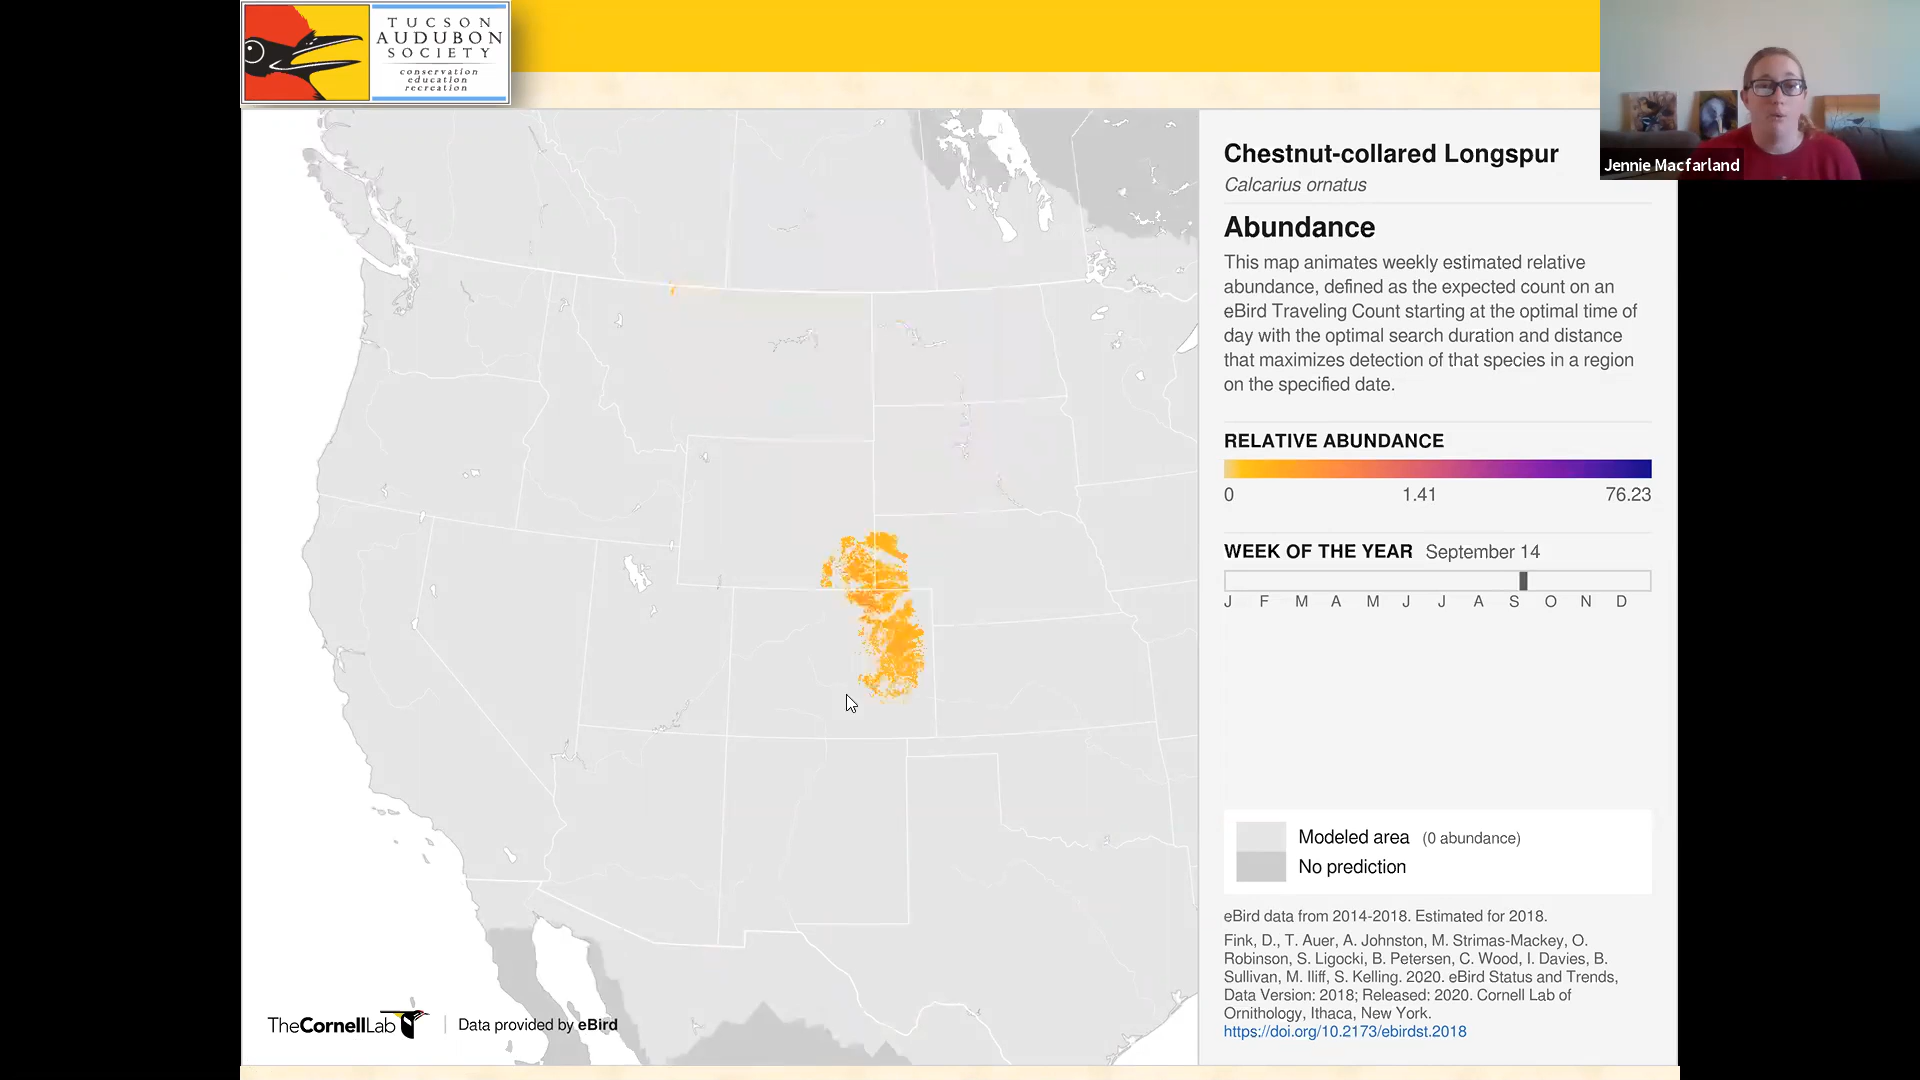 TUCSON
AUDUBON
SOCIETY
conservation
education
recreation
Jennie Macfarland
Chestnut-collared Longspur
Calcarius ornatus
Abundance
This map animates weekly estimated relative
abundance, defined as the expected count on an
eBird Traveling Count starting at the optimal time of
day with the optimal search duration and distance
that maximizes detection of that species in a region
on the specified date.
RELATIVE ABUNDANCE
0 1.41 76.23
WEEK OF THE YEAR September 14
J F M A M J J A S O N D
Modeled area (0 abundance)
No prediction
eBird data from 2014-2018. Estimated for 2018.
Fink, D., T. Auer, A. Johnston, M. Strimas-Mackey, O.
Robinson, S. Ligocki, B. Petersen, C. Wood, I. Davies, B.
Sullivan, M. Iliff, S. Kelling. 2020. eBird Status and Trends,
Data Version: 2018; Released: 2020. Cornell Lab of
Ornithology, Ithaca, New York.
https://doi.org/10.2173/ebirdst.2018
TheCornellLab Data provided by eBird